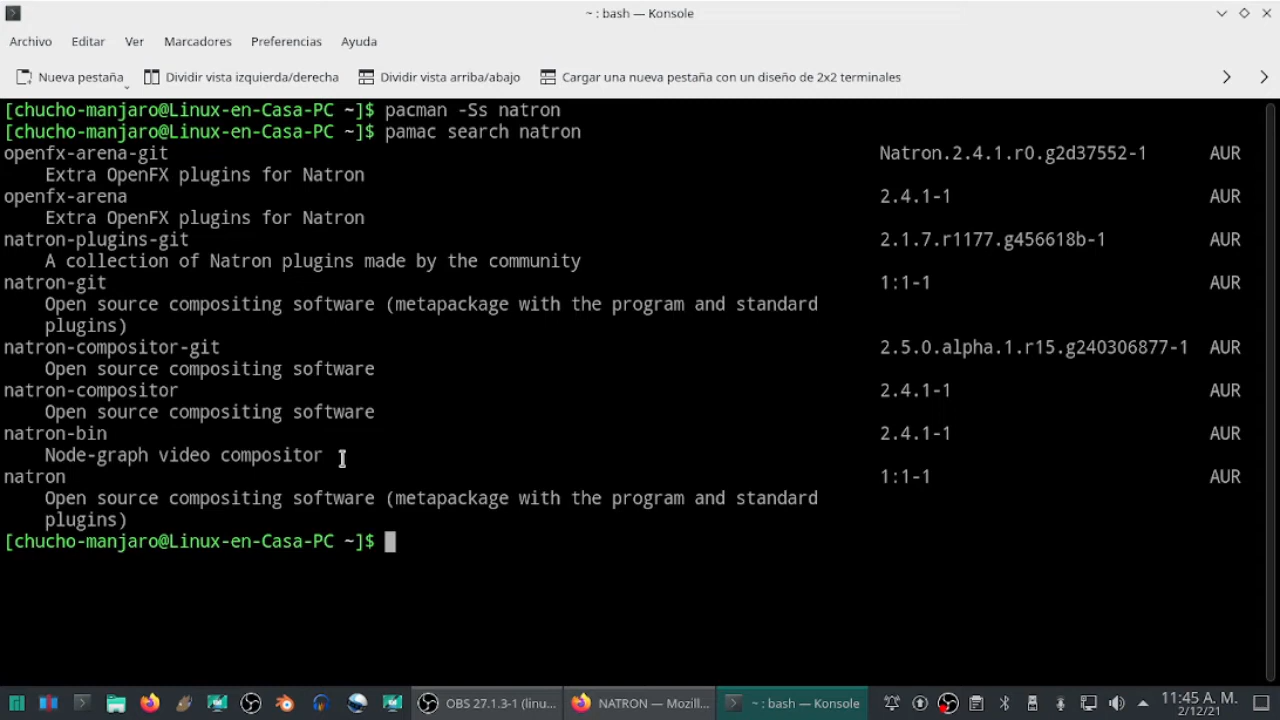 ~ : bash — Konsole
Archivo Editar Ver Marcadores Preferencias Ayuda
Nueva pestaña Dividir vista izquierda/derecha Dividir vista arriba/abajo Cargar una nueva pestaña con un diseño de 2x2 terminales
[chucho-manjaro@Linux-en-Casa-PC ~]$ pacman -Ss natron
[chucho-manjaro@Linux-en-Casa-PC ~]$ pamac search natron
openfx-arena-git Natron.2.4.1.r0.g2d37552-1 AUR
Extra OpenFX plugins for Natron
openfx-arena 2.4.1-1 AUR
Extra OpenFX plugins for Natron
natron-plugins-git 2.1.7.r1177.g456618b-1 AUR
A collection of Natron plugins made by the community
natron-git 1:1-1 AUR
Open source compositing software (metapackage with the program and standard
plugins)
natron-compositor-git 2.5.0.alpha.1.r15.g240306877-1 AUR
Open source compositing software
natron-compositor 2.4.1-1 AUR
Open source compositing software
natron-bin 2.4.1-1 AUR
Node-graph video compositor
natron 1:1-1 AUR
Open source compositing software (metapackage with the program and standard
plugins)
[chucho-manjaro@Linux-en-Casa-PC ~]$
OBS 27.1.3-1 (linu... NATRON — Mozill... ~ : bash — Konsole 11:45 A. M.
2/12/21